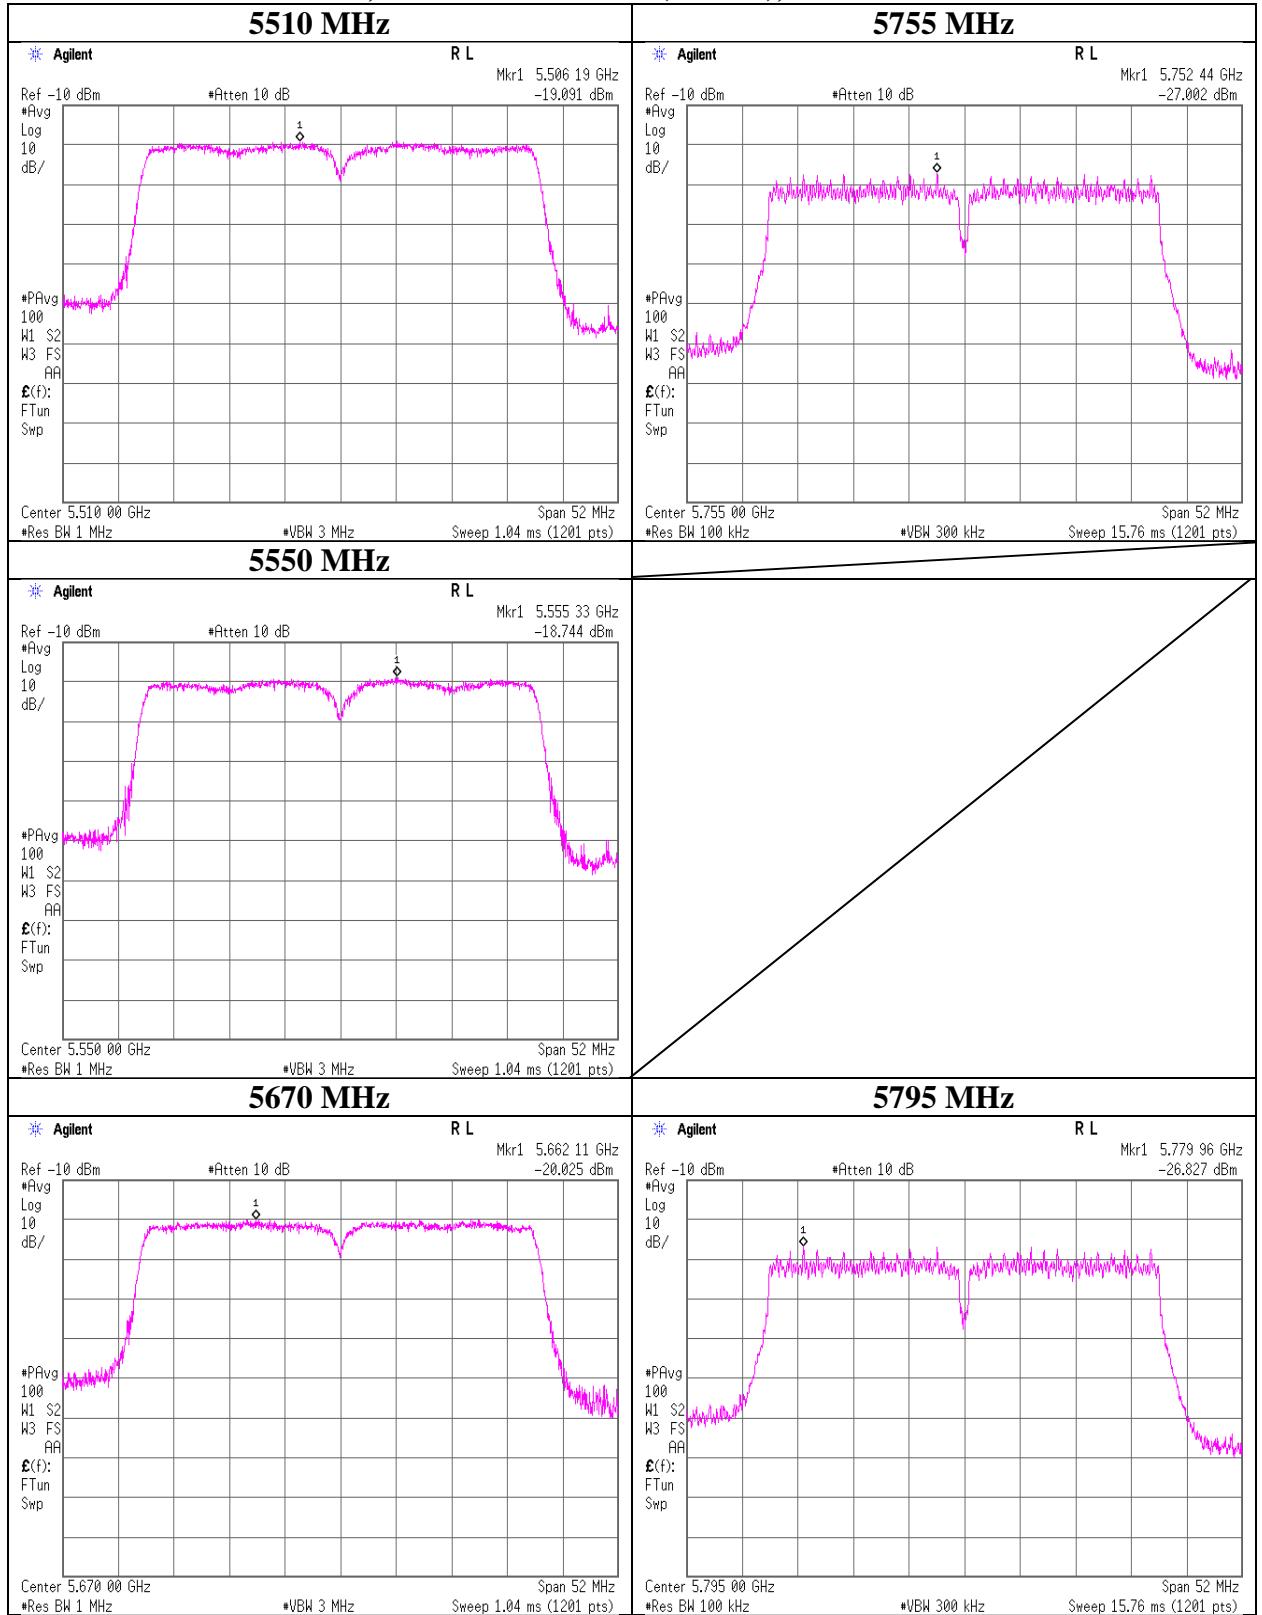 5510 MHz
Agilent
R L
Mkr1 5.506 19 GHz
Ref -10 dBm #Atten 10 dB -19.091 dBm
#Avg
Log
10
dB/
1
#PAvg
100
W1 S2
W3 FS
AA
£(f):
FTun
Swp
Center 5.510 00 GHz Span 52 MHz
#Res BW 1 MHz #VBW 3 MHz Sweep 1.04 ms (1201 pts)
5755 MHz
Agilent
R L
Mkr1 5.752 44 GHz
Ref -10 dBm #Atten 10 dB -27.002 dBm
#Avg
Log
10
dB/
1
#PAvg
100
W1 S2
W3 FS
AA
£(f):
FTun
Swp
Center 5.755 00 GHz Span 52 MHz
#Res BW 100 kHz #VBW 300 kHz Sweep 15.76 ms (1201 pts)
5550 MHz
Agilent
R L
Mkr1 5.555 33 GHz
Ref -10 dBm #Atten 10 dB -18.744 dBm
#Avg
Log
10
dB/
1
#PAvg
100
W1 S2
W3 FS
AA
£(f):
FTun
Swp
Center 5.550 00 GHz Span 52 MHz
#Res BW 1 MHz #VBW 3 MHz Sweep 1.04 ms (1201 pts)
5670 MHz
Agilent
R L
Mkr1 5.662 11 GHz
Ref -10 dBm #Atten 10 dB -20.025 dBm
#Avg
Log
10
dB/
1
#PAvg
100
W1 S2
W3 FS
AA
£(f):
FTun
Swp
Center 5.670 00 GHz Span 52 MHz
#Res BW 1 MHz #VBW 3 MHz Sweep 1.04 ms (1201 pts)
5795 MHz
Agilent
R L
Mkr1 5.779 96 GHz
Ref -10 dBm #Atten 10 dB -26.827 dBm
#Avg
Log
10
dB/
1
#PAvg
100
W1 S2
W3 FS
AA
£(f):
FTun
Swp
Center 5.795 00 GHz Span 52 MHz
#Res BW 100 kHz #VBW 300 kHz Sweep 15.76 ms (1201 pts)